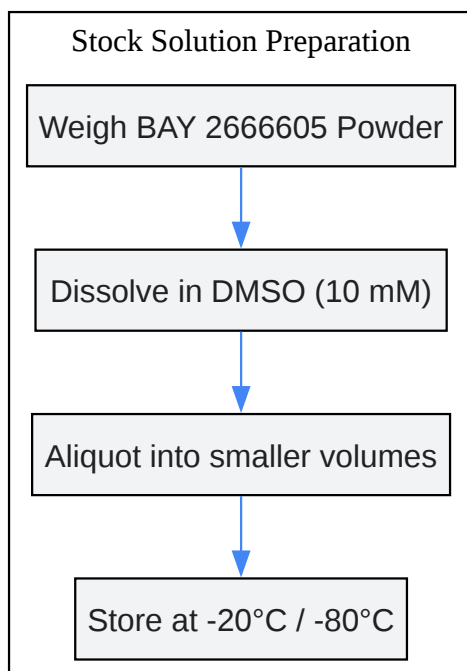 Stock Solution Preparation
Weigh BAY 2666605 Powder
Dissolve in DMSO (10 mM)
Aliquot into smaller volumes
Store at -20°C / -80°C